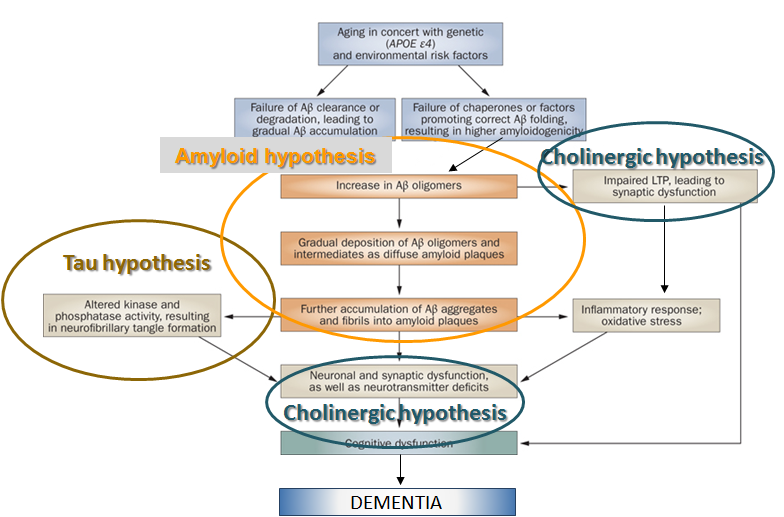 Aging in concert with genetic
(APOE ε4)
and environmental risk factors
Failure of Aβ clearance or
degradation, leading to
gradual Aβ accumulation
Failure of chaperones or factors
promoting correct Aβ folding,
resulting in higher amyloidogenicity
Amyloid hypothesis
Cholinergic hypothesis
Increase in Aβ oligomers
Impaired LTP, leading to
synaptic dysfunction
Gradual deposition of Aβ oligomers and
intermediates as diffuse amyloid plaques
Tau hypothesis
Altered kinase and
phosphatase activity, resulting
in neurofibrillary tangle formation
Further accumulation of Aβ aggregates
and fibrils into amyloid plaques
Inflammatory response;
oxidative stress
Neuronal and synaptic dysfunction,
as well as neurotransmitter deficits
Cholinergic hypothesis
Cognitive dysfunction
DEMENTIA